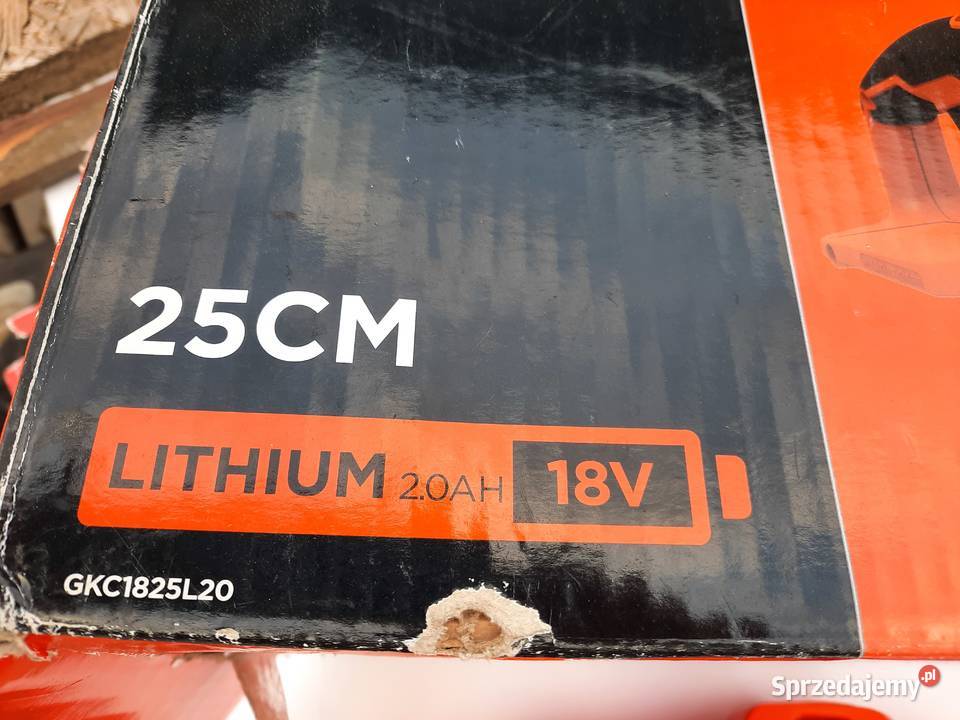 25CM
LITHIUM 2.0AH 18V
GKC1825L20
Sprzedajemy.pl